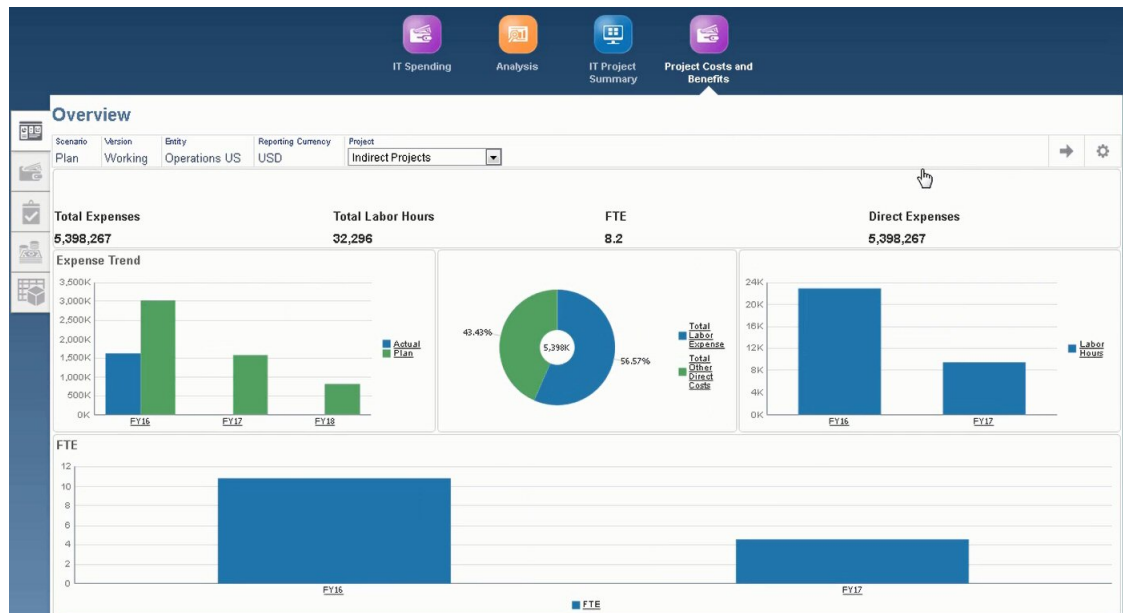 IT Spending
Analysis
IT Project
Summary
Project Costs and
Benefits
Overview
Scenario Version Entity Reporting Currency Project
Plan Working Operations US USD Indirect Projects
Total Expenses Total Labor Hours FTE Direct Expenses
5,398,267 32,296 8.2 5,398,267
Expense Trend
3,500K
3,000K
2,500K
2,000K
1,500K
1,000K
500K
0K
FY16 FY17 FY18
Actual
Plan
43.43%
5,398K
56.57%
Total
Labor
Expense
Total
Other
Direct
Costs
24K
20K
16K
12K
8K
4K
0K
FY16 FY17
Labor
Hours
FTE
12
10
8
6
4
2
0
FY16 FY17
FTE